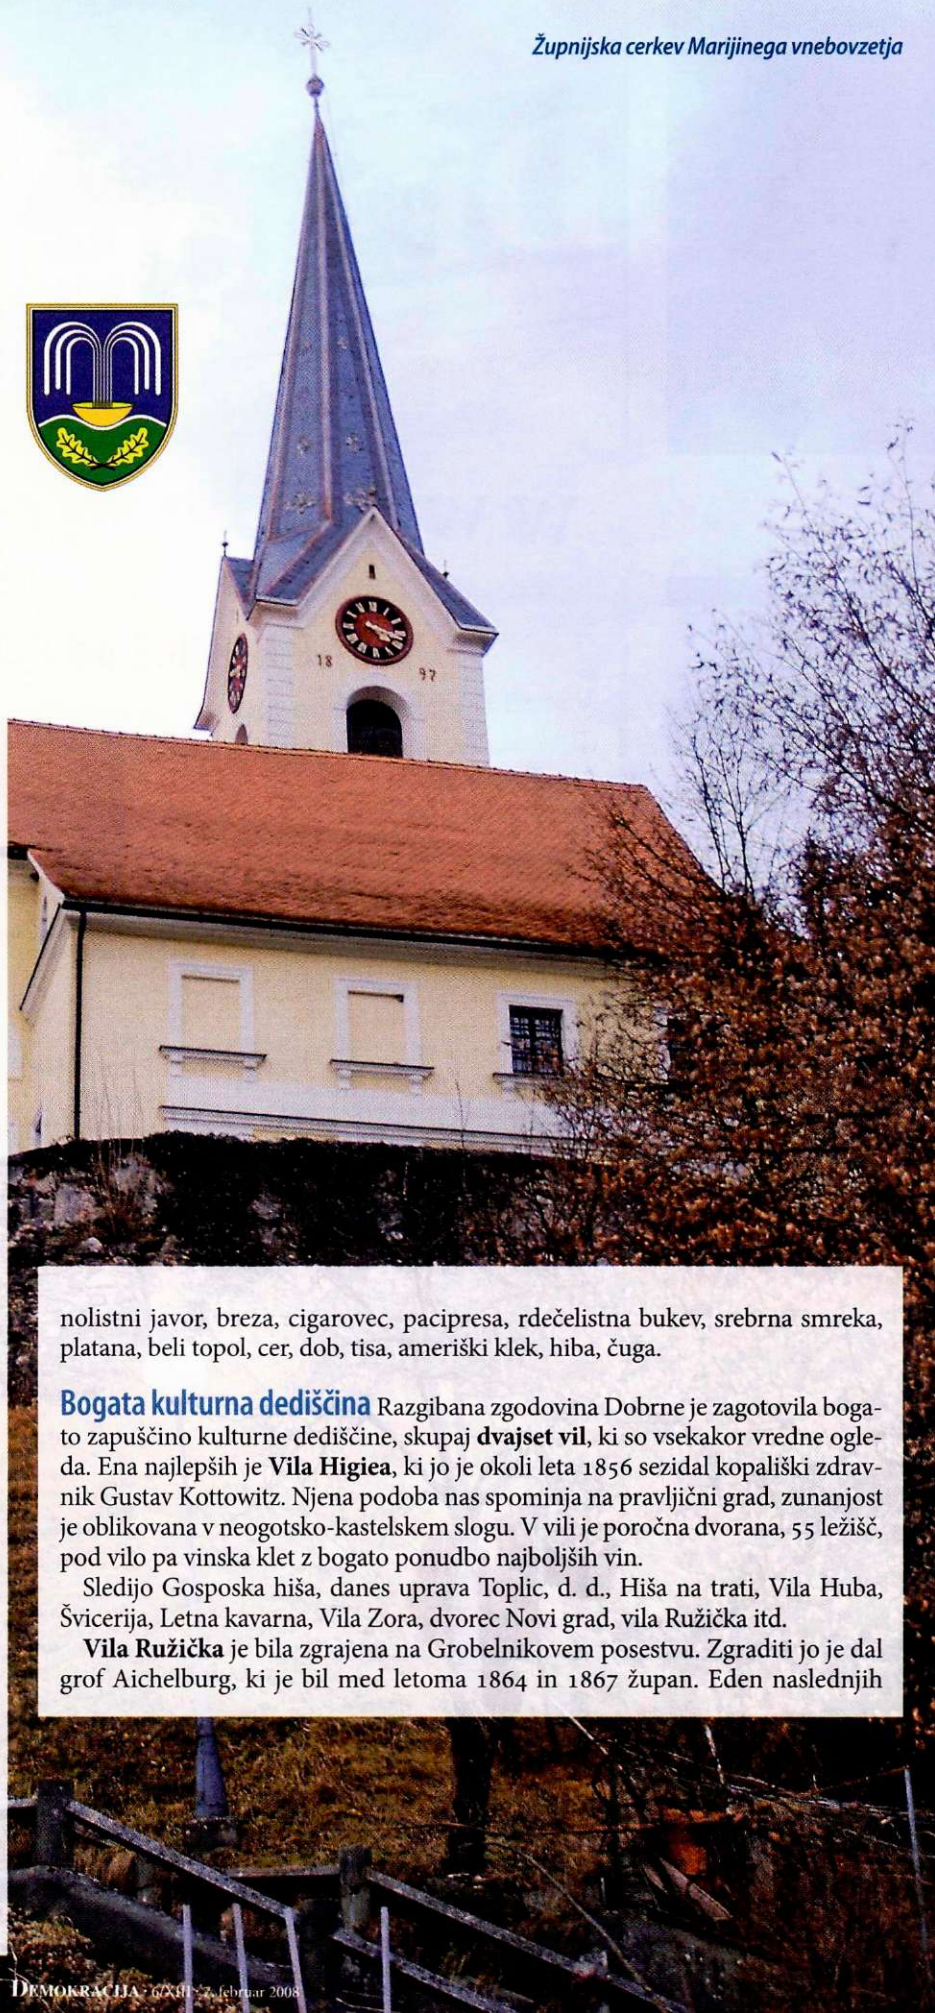 Župnijska cerkev Marijinega vnebovzetja
18 97
nolistni javor, breza, cigarovec, pacipresa, rdečelistna bukev, srebrna smreka,
platana, beli topol, cer, dob, tisa, ameriški klek, hiba, čuga.
Bogata kulturna dediščina Razgibana zgodovina Dobrne je zagotovila boga-
to zapuščino kulturne dediščine, skupaj dvajset vil, ki so vsekakor vredne ogle-
da. Ena najlepših je Vila Higiea, ki jo je okoli leta 1856 sezidal kopališki zdrav-
nik Gustav Kottowitz. Njena podoba nas spominja na pravljični grad, zunanjost
je oblikovana v neogotsko-kastelskem slogu. V vili je poročna dvorana, 55 ležišč,
pod vilo pa vinska klet z bogato ponudbo najboljših vin.
Sledijo Gosposka hiša, danes uprava Toplic, d. d., Hiša na trati, Vila Huba,
Švicerija, Letna kavarna, Vila Zora, dvorec Novi grad, vila Ružička itd.
Vila Ružička je bila zgrajena na Grobelnikovem posestvu. Zgraditi jo je dal
grof Aichelburg, ki je bil med letoma 1864 in 1867 župan. Eden naslednjih
DEMOKRACIJA · 6/XIII · 7. februar 2008